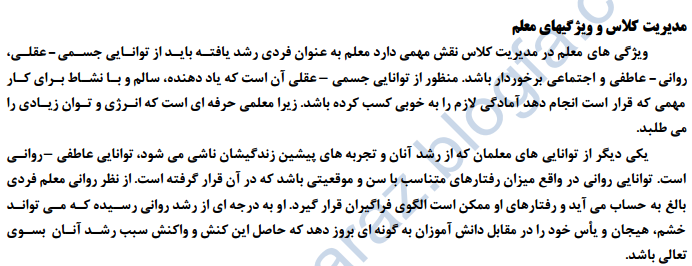 مدیریت کلاس و ویژگیهای معلم
ویژگی های معلم در مدیریت کلاس نقش مهمی دارد معلم به عنوان فردی رشد یافته باید از توانایی جسمی - عقلی،
روانی- عاطفی و اجتماعی برخوردار باشد. منظور از توانایی جسمی – عقلی آن است که یاد دهنده، سالم و با نشاط برای کار
مهمی که قرار است انجام دهد آمادگی لازم را به خوبی کسب کرده باشد. زیرا معلمی حرفه ای است که انرژی و توان زیادی را
می طلبد.
یکی دیگر از توانایی های معلمان که از رشد آنان و تجربه های پیشین زندگیشان ناشی می شود، توانایی عاطفی –روانی
است. توانایی روانی در واقع میزان رفتارهای متناسب با سن و موقعیتی باشد که در آن قرار گرفته است. از نظر روانی معلم فردی
بالغ به حساب می آید و رفتارهای او ممکن است الگوی فراگیران قرار گیرد. او به درجه ای از رشد روانی رسیده که می تواند
خشم، هیجان و یأس خود را در مقابل دانش آموزان به گونه ای بروز دهد که حاصل این کنش و واکنش سبب رشد آنان بسوی
تعالی باشد.
araz.blogfa